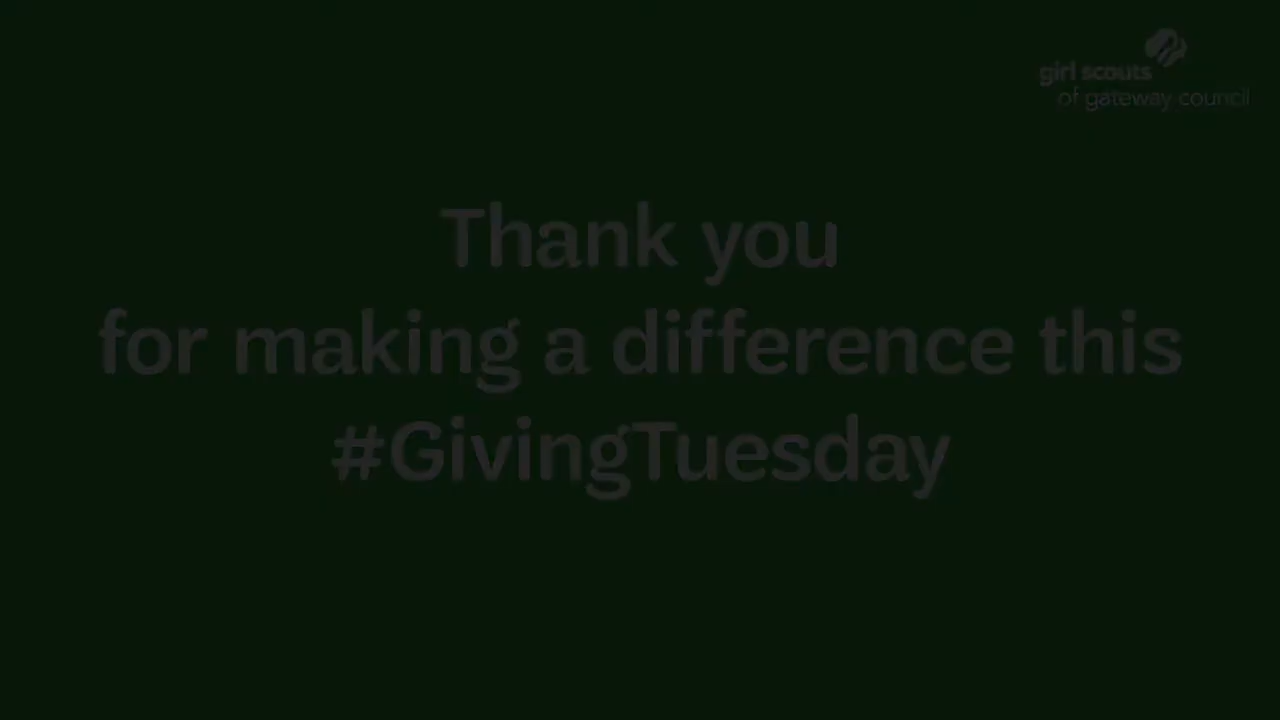 girl scouts
of gateway council
Thank you
for making a difference this
#GivingTuesday